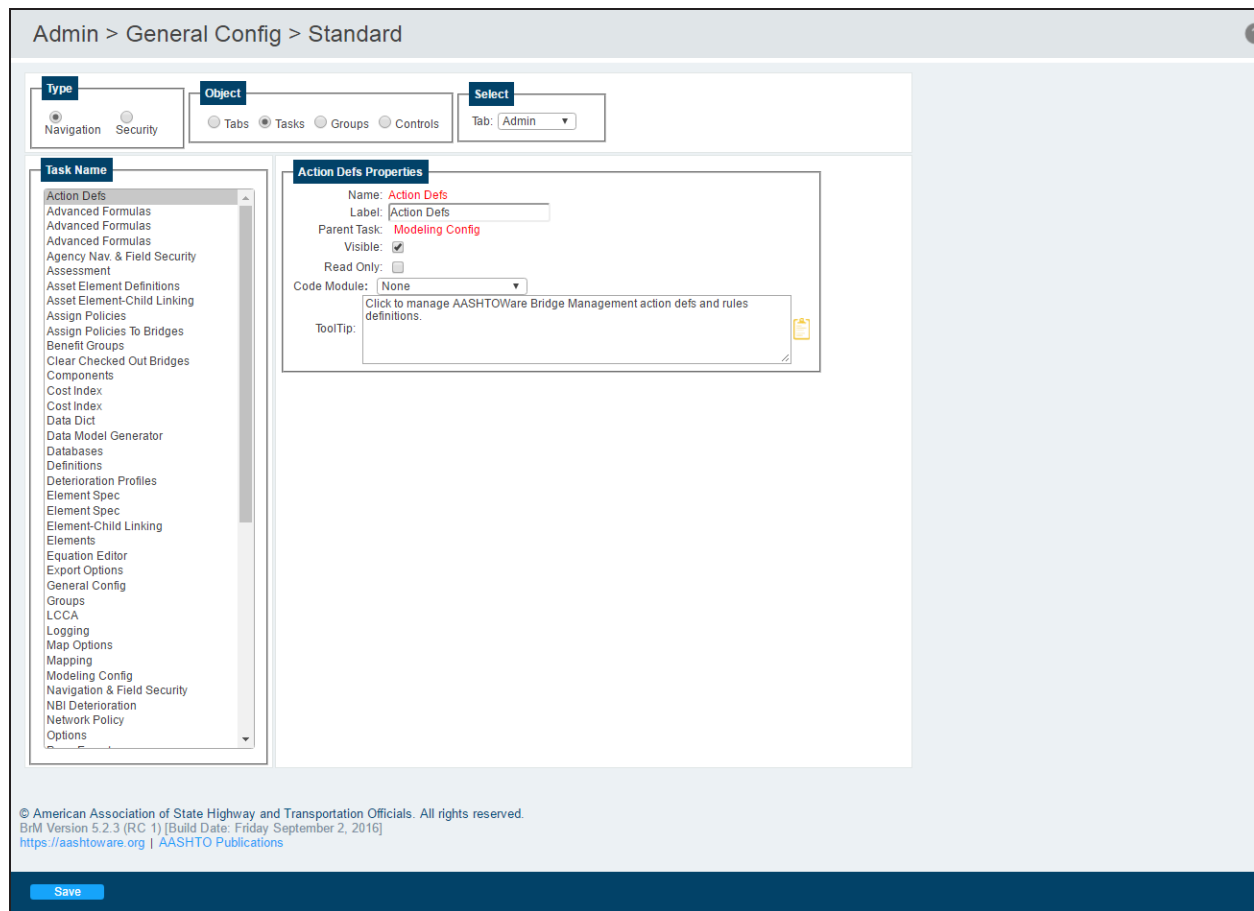 Admin > General Config > Standard
Type
Navigation
Security
Object
Tabs
Tasks
Groups
Controls
Select
Tab: Admin
Task Name
Action Defs
Advanced Formulas
Advanced Formulas
Advanced Formulas
Agency Nav. & Field Security
Assessment
Asset Element Definitions
Asset Element-Child Linking
Assign Policies
Assign Policies To Bridges
Benefit Groups
Clear Checked Out Bridges
Components
Cost Index
Cost Index
Data Dict
Data Model Generator
Databases
Definitions
Deterioration Profiles
Element Spec
Element Spec
Element-Child Linking
Elements
Equation Editor
Export Options
General Config
Groups
LCCA
Logging
Map Options
Mapping
Modeling Config
Navigation & Field Security
NBI Deterioration
Network Policy
Options
Action Defs Properties
Name: Action Defs
Label: Action Defs
Parent Task: Modeling Config
Visible:
Read Only:
Code Module: None
ToolTip:
Click to manage AASHTOWare Bridge Management action defs and rules
definitions.
© American Association of State Highway and Transportation Officials. All rights reserved.
BrM Version 5.2.3 (RC 1) [Build Date: Friday September 2, 2016]
https://aashtoware.org | AASHTO Publications
Save